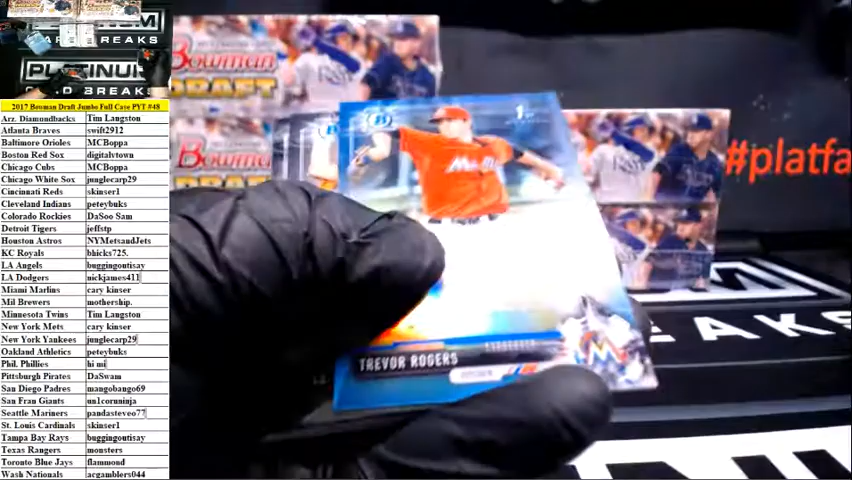 PLATINUM
BREAKS
2017 Bowman Draft Jumbo Full Case PYT #48
Arz. Diamondbacks Tim Langston
Atlanta Braves swift2912
Baltimore Orioles MCBoppa
Boston Red Sox digitalstown
Chicago Cubs MCBoppa
Chicago White Sox junglecarp29
Cincinati Reds skinser1
Cleveland Indians peteybuks
Colorado Rockies DaSoo Sam
Detroit Tigers jeffstp
Houston Astros NYMetsandJets
KC Royals bhicks725.
LA Angels buggingoutisay
LA Dodgers nickjames411
Miami Marlins cary kinser
Mil Brewers mothership.
Minnesota Twins Tim Langston
New York Mets cary kinser
New York Yankees junglecarp29
Oakland Athletics peteybuks
Phil. Phillies hi mi
Pittsburgh Pirates DaSwam
San Diego Padres mangobango69
San Fran Giants un1cornninja
Seattle Mariners pandasteveo77
St. Louis Cardinals skinser1
Tampa Bay Rays buggingoutisay
Texas Rangers monsters
Toronto Blue Jays flammond
Wash Nationals acgamblers044
Bowman
DRAFT
Bowman
1st
TREVOR ROGERS
#platfa
REAKS